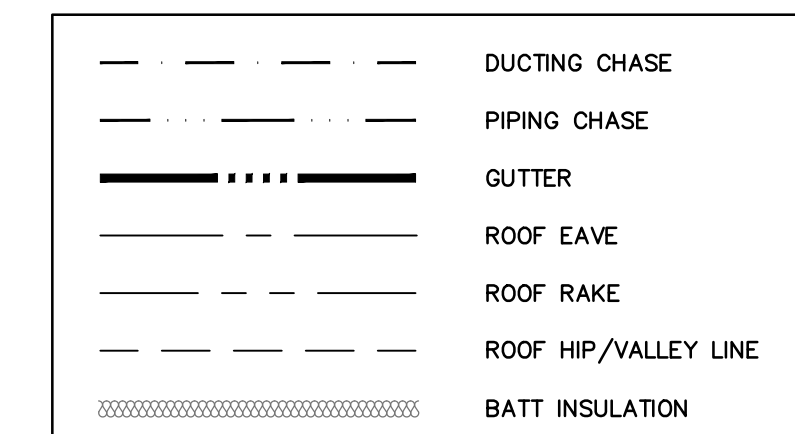 DUCTING CHASE
PIPING CHASE
GUTTER
ROOF EAVE
ROOF RAKE
ROOF HIP/VALLEY LINE
BATT INSULATION